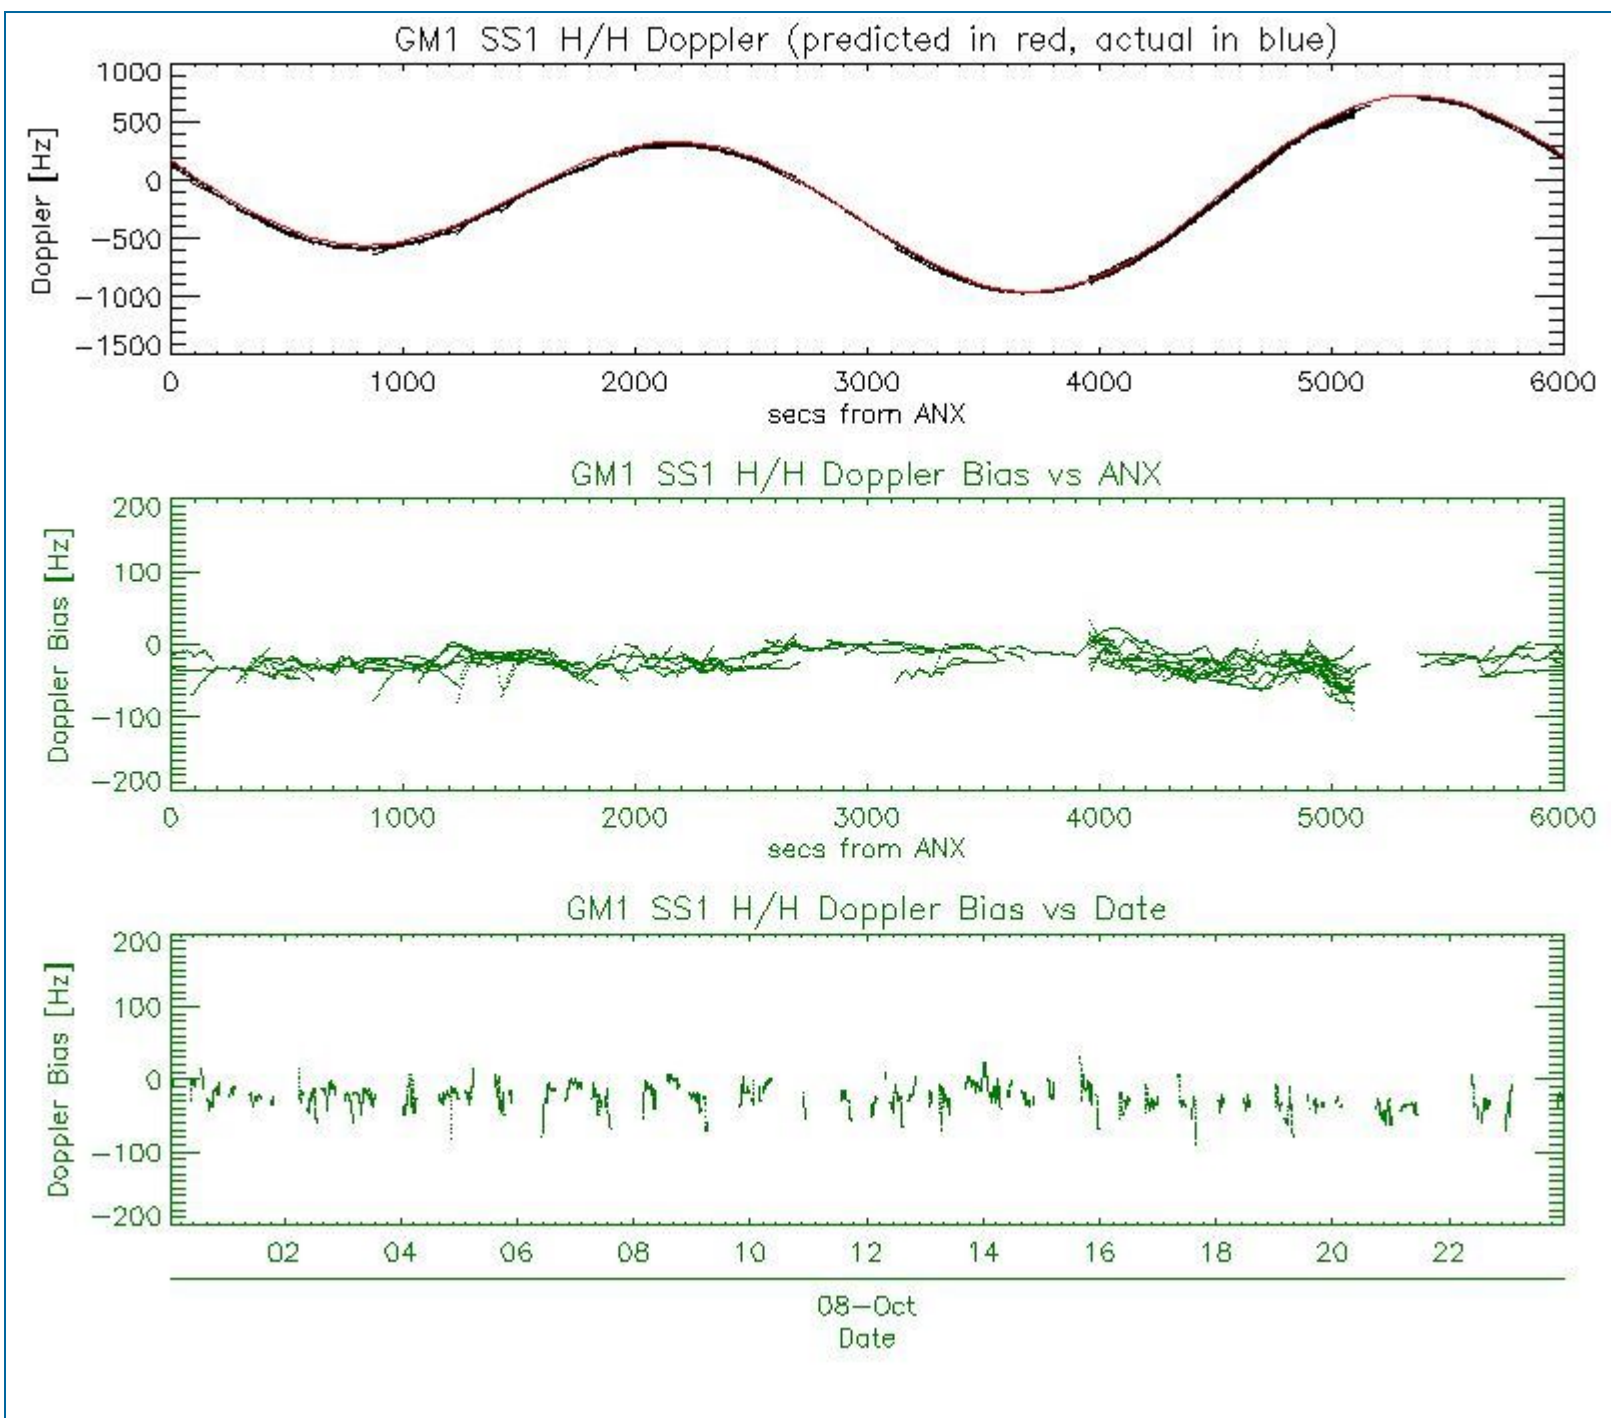 GM1 SS1 H/H Doppler (predicted in red, actual in blue)
1000
500
0
−500
−1000
−1500
Doppler [Hz]
0 1000 2000 3000 4000 5000 6000
secs from ANX
GM1 SS1 H/H Doppler Bias vs ANX
200
100
0
−100
−200
Doppler Bias [Hz]
0 1000 2000 3000 4000 5000 6000
secs from ANX
GM1 SS1 H/H Doppler Bias vs Date
200
100
0
−100
−200
Doppler Bias [Hz]
02 04 06 08 10 12 14 16 18 20 22
08−Oct
Date